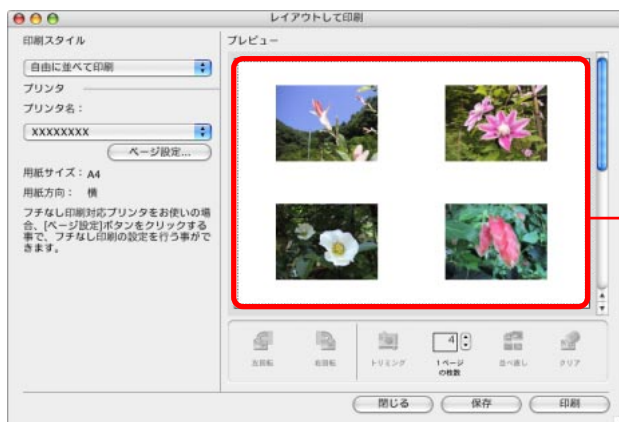 レイアウトして印刷
印刷スタイル
自由に並べて印刷
プリンタ
プリンタ名：
XXXXXXXX
ページ設定...
用紙サイズ：A4
用紙方向： 横
フチなし印刷対応プリンタをお使いの場
合、[ページ設定]ボタンをクリックする
事で、フチなし印刷の設定を行う事がで
きます。
プレビュー
左回転
右回転
トリミング
4
1ページ
の枚数
並べ直し
クリア
閉じる
保存
印刷